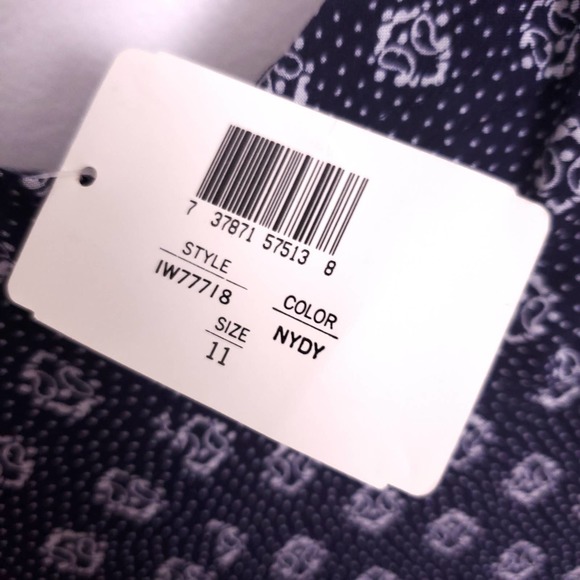 7 37871 57513 8
STYLE
IW77718
COLOR
NYDY
SIZE
11